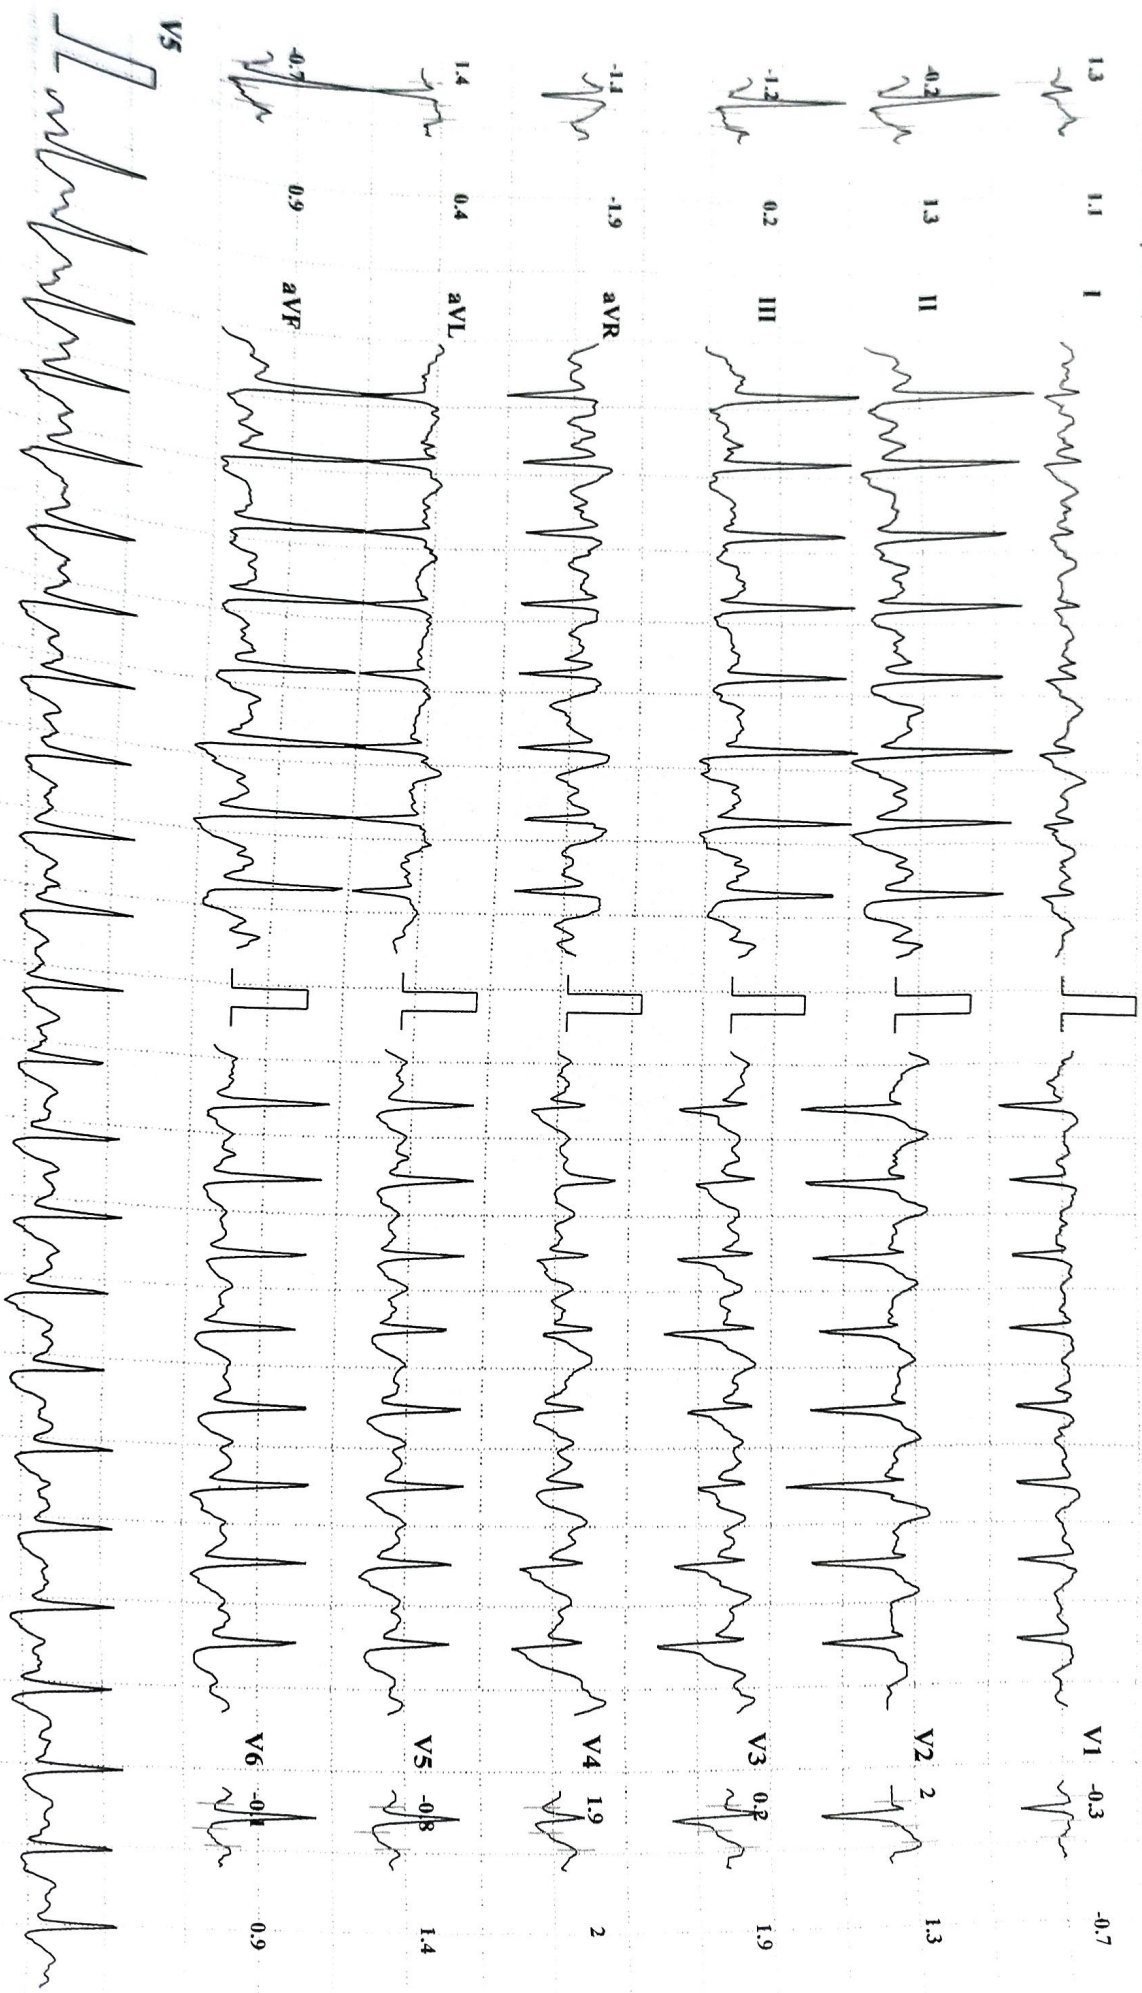 1.3 1.1 I V1 -0.3 -0.7
-0.2 1.3 II V2 2 1.3
-1.2 0.2 III V3 0.2 1.9
-1.1 -1.9 aVR V4 1.9 2
1.4 0.4 aVL V5 -0.8 1.4
-0.7 0.9 aVF V6 0.9
V5